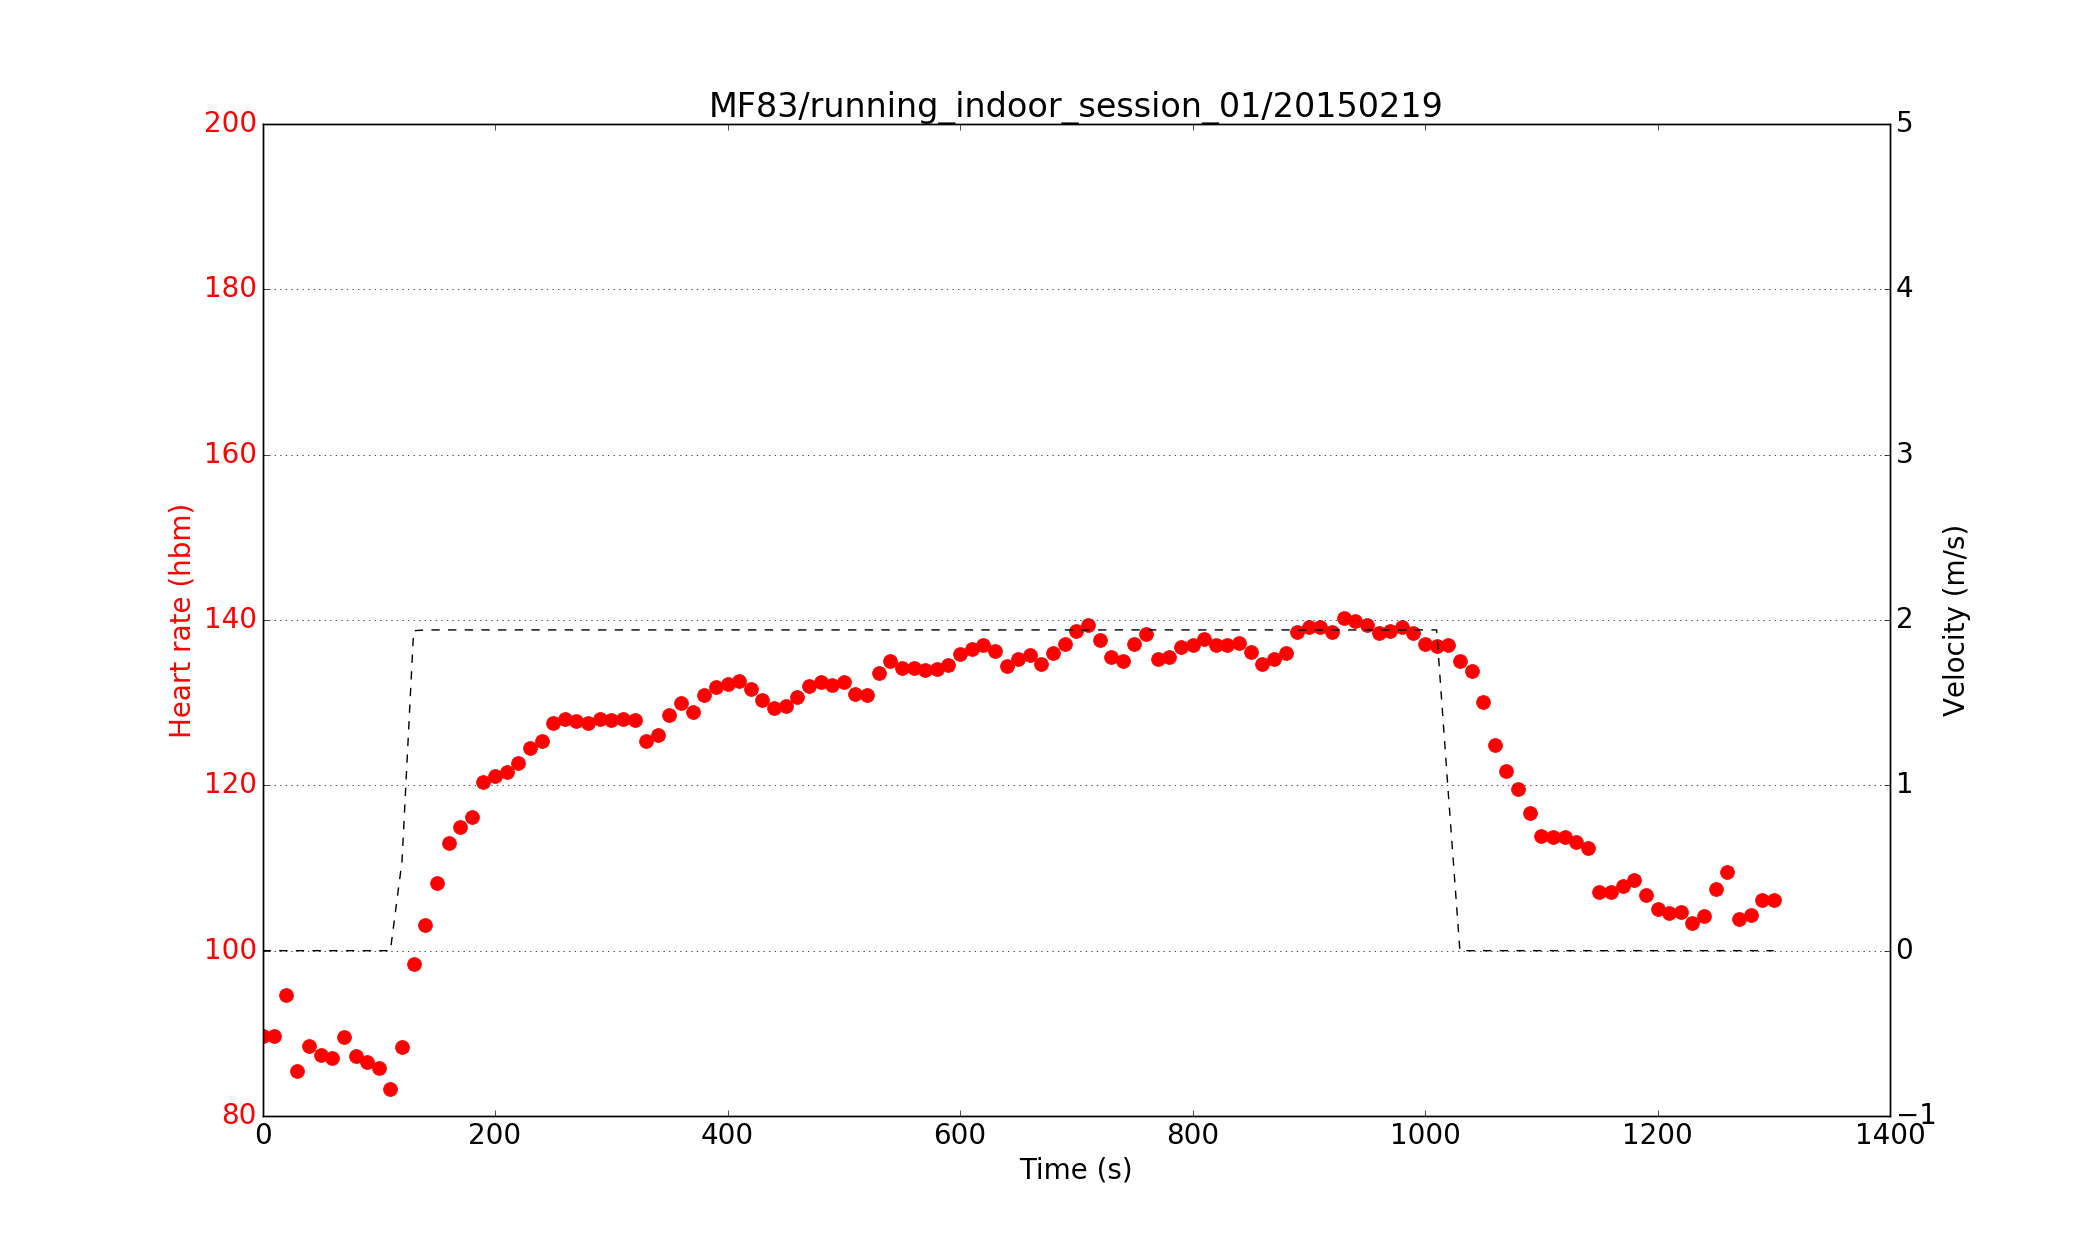 MF83/running_indoor_session_01/20150219
200
180
160
140
120
100
80
Heart rate (hbm)
5
4
3
2
1
0
−1
Velocity (m/s)
0 200 400 600 800 1000 1200 1400
Time (s)